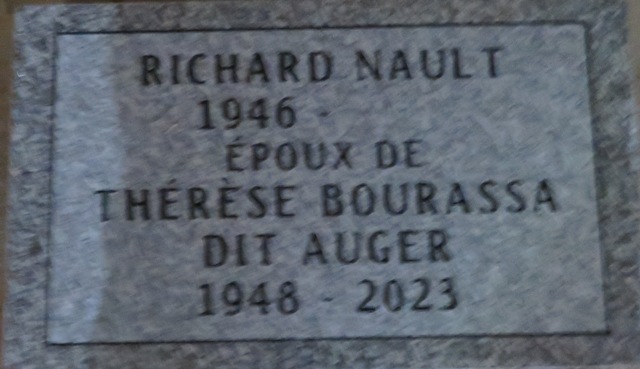 RICHARD NAULT
1946 -
ÉPOUX DE
THÉRÈSE BOURASSA
DIT AUGER
1948 - 2023